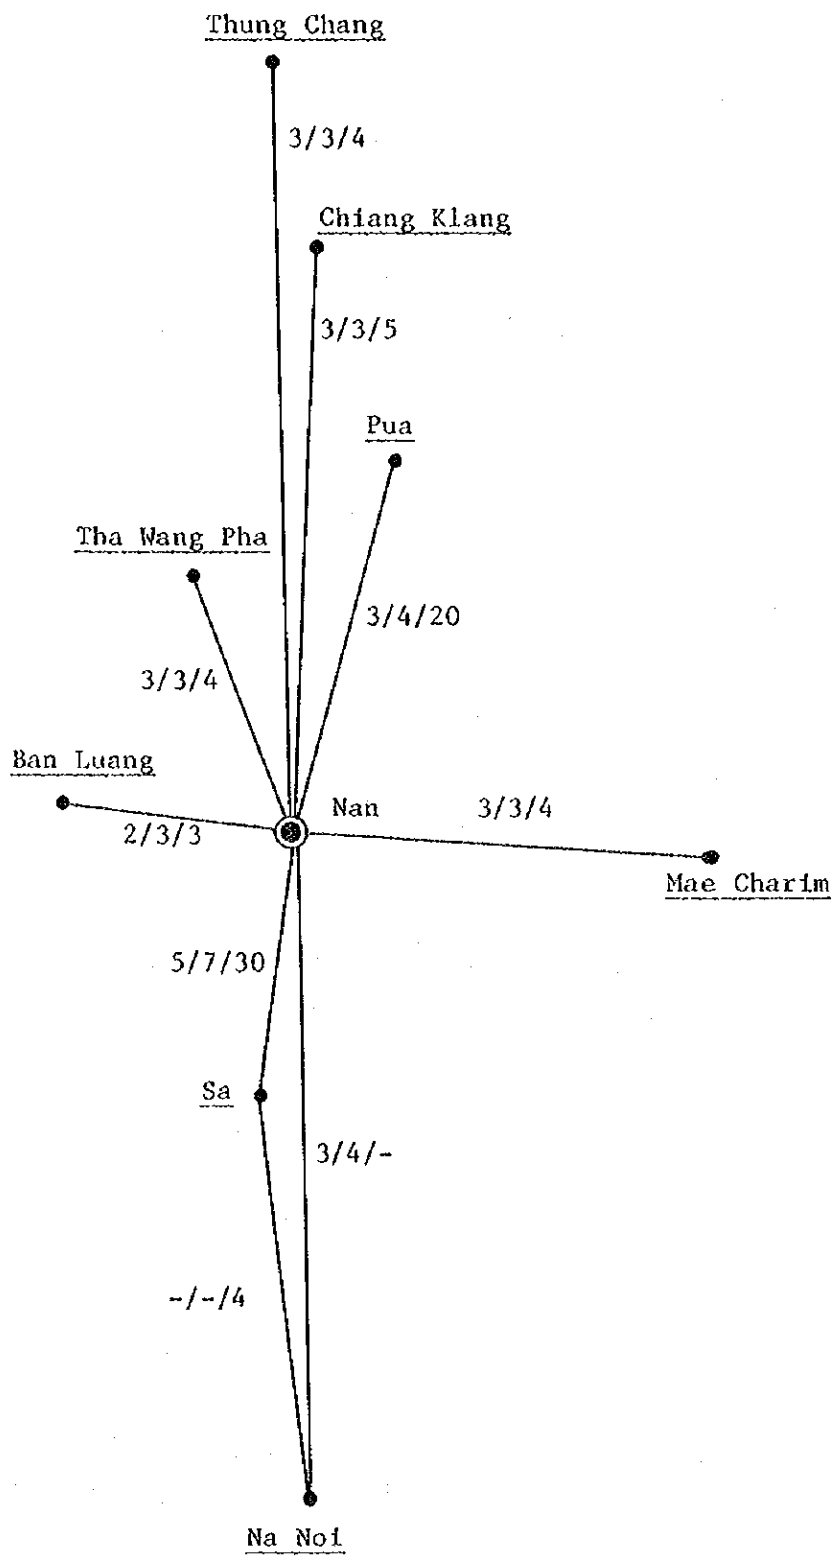 Thung Chang
3/3/4
Chiang Klang
3/3/5
Pua
Tha Wang Pha
3/4/20
3/3/4
Ban Luang
Nan
3/3/4
2/3/3
Mae Charim
5/7/30
Sa
3/4/-
-/-/4
Na Noi